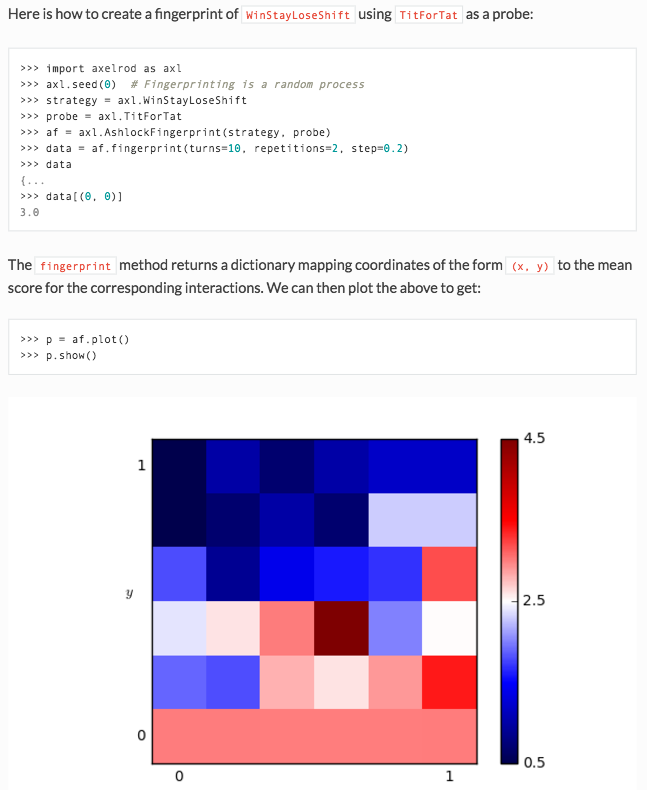 Here is how to create a fingerprint of WinStayLoseShift using TitForTat as a probe:
>>> import axelrod as axl
>>> axl.seed(0)  # Fingerprinting is a random process
>>> strategy = axl.WinStayLoseShift
>>> probe = axl.TitForTat
>>> af = axl.AshlockFingerprint(strategy, probe)
>>> data = af.fingerprint(turns=10, repetitions=2, step=0.2)
>>> data
{...
>>> data[(0, 0)]
3.0
The fingerprint method returns a dictionary mapping coordinates of the form (x, y) to the mean
score for the corresponding interactions. We can then plot the above to get:
>>> p = af.plot()
>>> p.show()
4.5
1
y
2.5
0
0.5
0 1